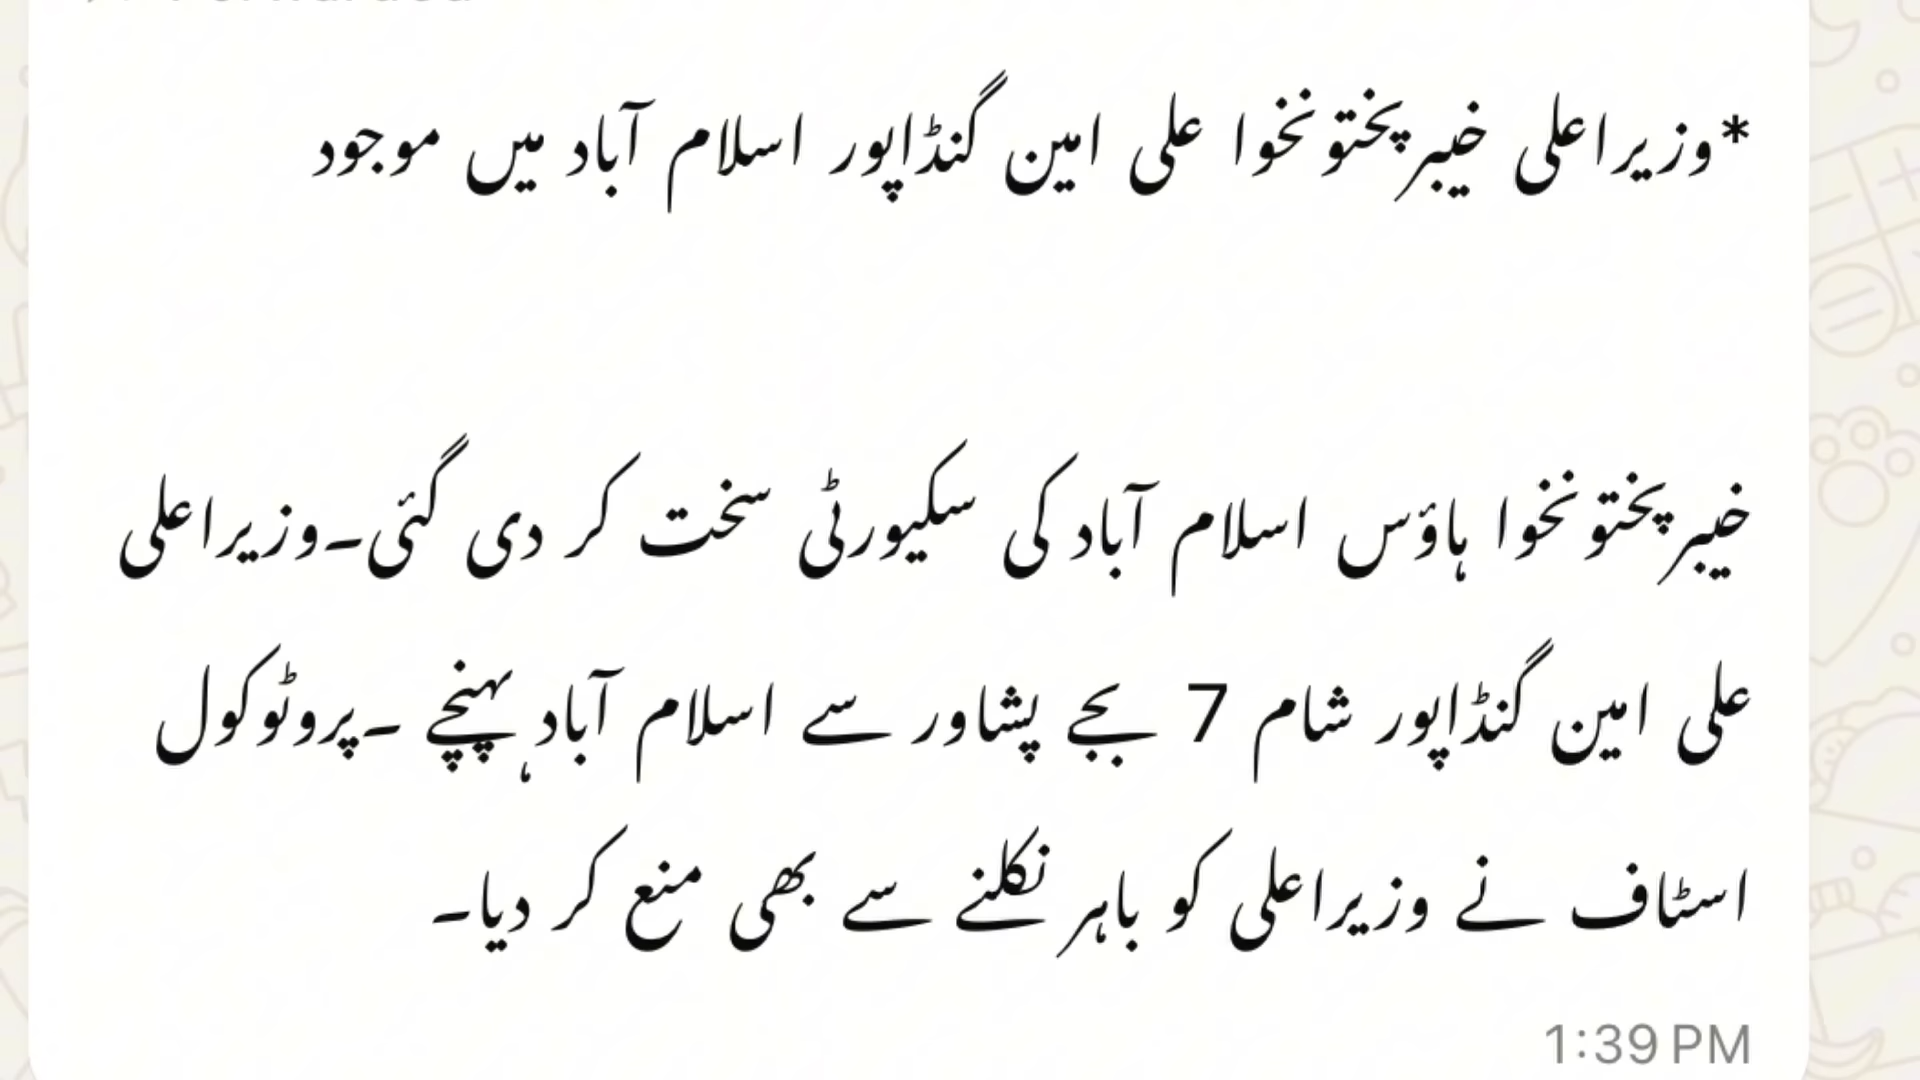 *وزیراعلی خیبرپختونخوا علی امین گنڈاپور اسلام آباد میں موجود
خیبرپختونخوا ہاؤس اسلام آباد کی سکیورٹی سخت کر دی گئی۔وزیراعلی
علی امین گنڈاپور شام 7 بجے پشاور سے اسلام آباد پہنچے ۔پروٹوکول
اسٹاف نے وزیراعلی کو باہر نکلنے سے بھی منع کر دیا۔
1:39 PM